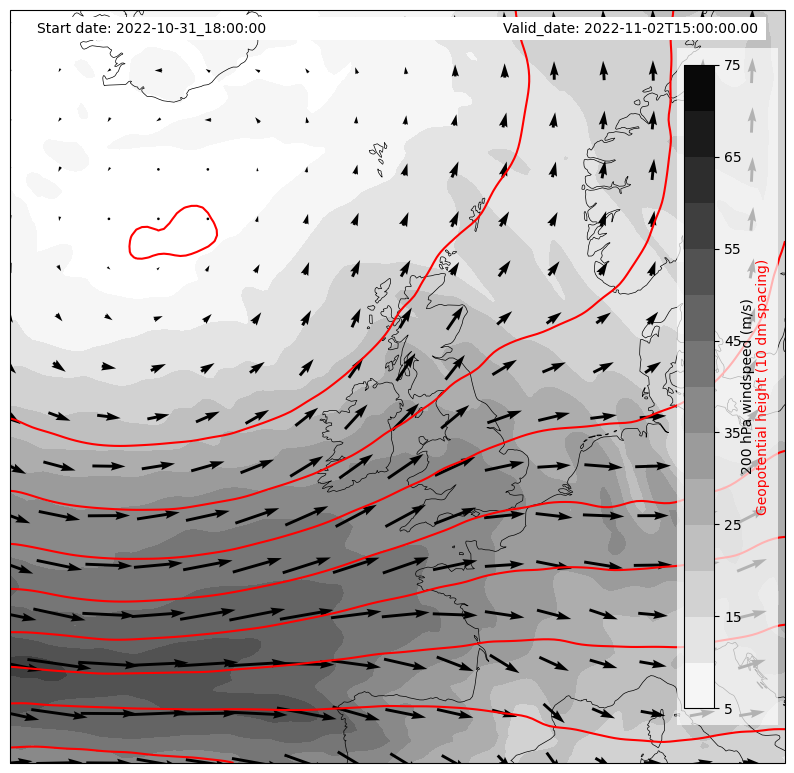 Start date: 2022-10-31_18:00:00
Valid_date: 2022-11-02T15:00:00.00
75
65
55
45
35
25
15
5
200 hPa windspeed (m/s)
Geopotential height (10 dm spacing)